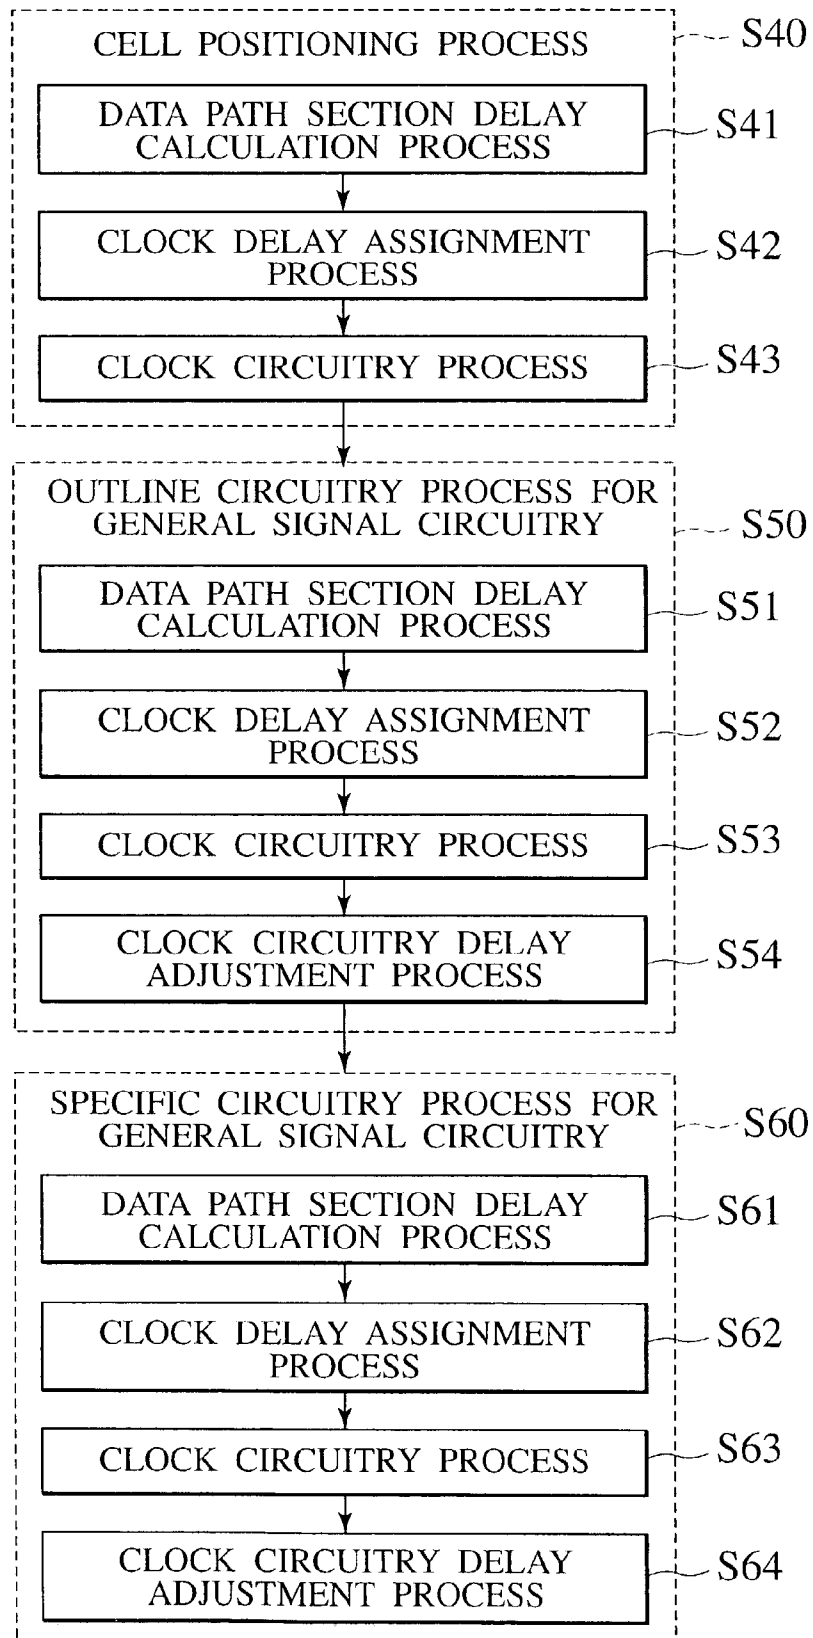 CELL POSITIONING PROCESS
S40
DATA PATH SECTION DELAY
CALCULATION PROCESS
S41
CLOCK DELAY ASSIGNMENT
PROCESS
S42
CLOCK CIRCUITRY PROCESS
S43
OUTLINE CIRCUITRY PROCESS FOR
GENERAL SIGNAL CIRCUITRY
S50
DATA PATH SECTION DELAY
CALCULATION PROCESS
S51
CLOCK DELAY ASSIGNMENT
PROCESS
S52
CLOCK CIRCUITRY PROCESS
S53
CLOCK CIRCUITRY DELAY
ADJUSTMENT PROCESS
S54
SPECIFIC CIRCUITRY PROCESS FOR
GENERAL SIGNAL CIRCUITRY
S60
DATA PATH SECTION DELAY
CALCULATION PROCESS
S61
CLOCK DELAY ASSIGNMENT
PROCESS
S62
CLOCK CIRCUITRY PROCESS
S63
CLOCK CIRCUITRY DELAY
ADJUSTMENT PROCESS
S64